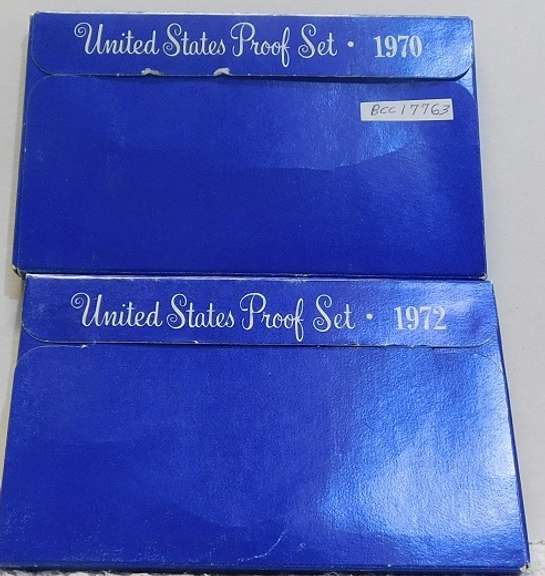 United States Proof Set · 1970
BCC17763
United States Proof Set · 1972